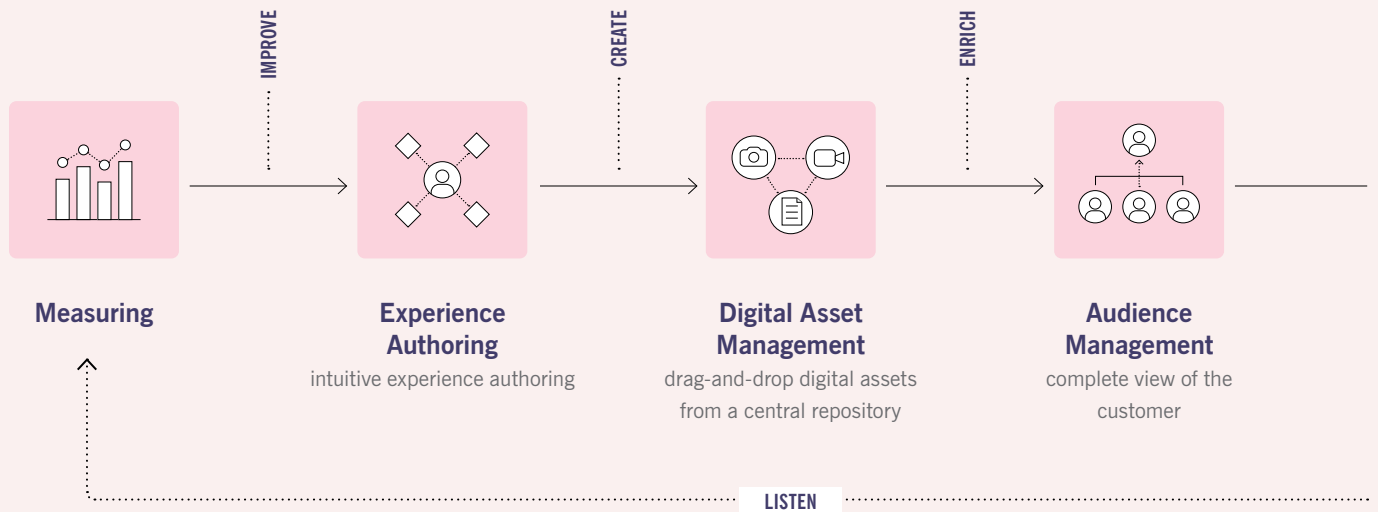 IMPROVE
CREATE
ENRICH
Measuring
Experience
Authoring
intuitive experience authoring
Digital Asset
Management
drag-and-drop digital assets
from a central repository
Audience
Management
complete view of the
customer
LISTEN